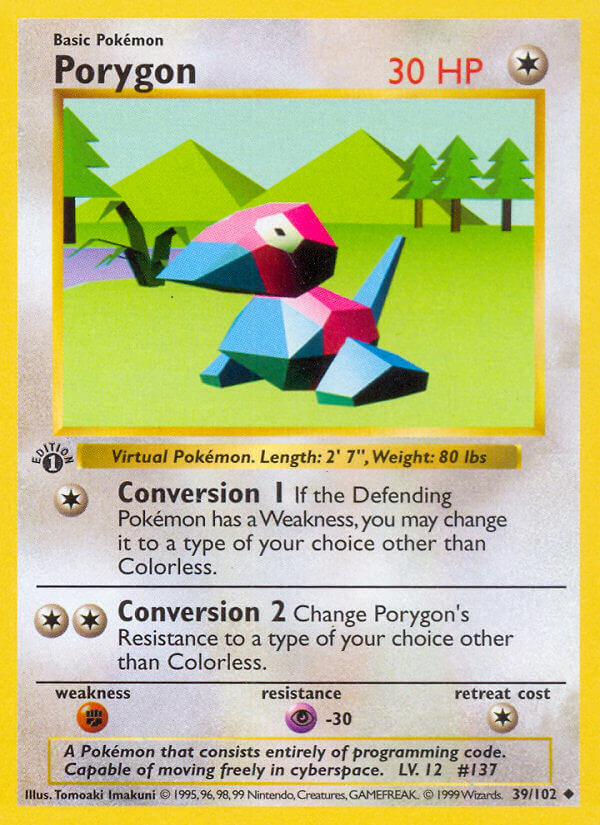 Basic Pokémon
Porygon
30 HP
EDITION
1
Virtual Pokémon. Length: 2' 7", Weight: 80 lbs
Conversion 1 If the Defending
Pokémon has a Weakness, you may change
it to a type of your choice other than
Colorless.
Conversion 2 Change Porygon's
Resistance to a type of your choice other
than Colorless.
weakness resistance retreat cost
-30
A Pokémon that consists entirely of programming code.
Capable of moving freely in cyberspace. LV. 12 #137
Illus. Tomoaki Imakuni © 1995, 96, 98, 99 Nintendo, Creatures, GAMEFREAK. © 1999 Wizards. 39/102